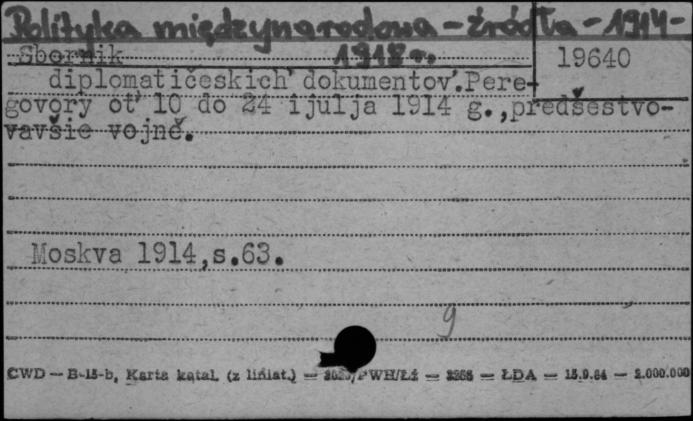 Polityka międzynarodowa - źródła - 1914-
1918 r.
Sbornik
19640
diplomatičeskich' dokumentov'. Pere-
govory ot' 10 do 24 ijulja 1914 g., predšestvo-
vavšie vojně.
Moskva 1914, s. 63.
9
CWD — B-15-b, Karta katal. (z liniat.) — PWH/Łź — — ŁDA — 15.9.64 — 2.000.000